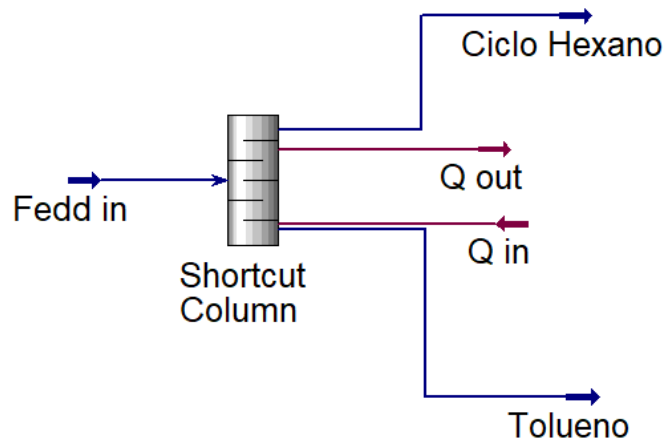 Ciclo Hexano
Q out
Fedd in
Q in
Shortcut
Column
Tolueno